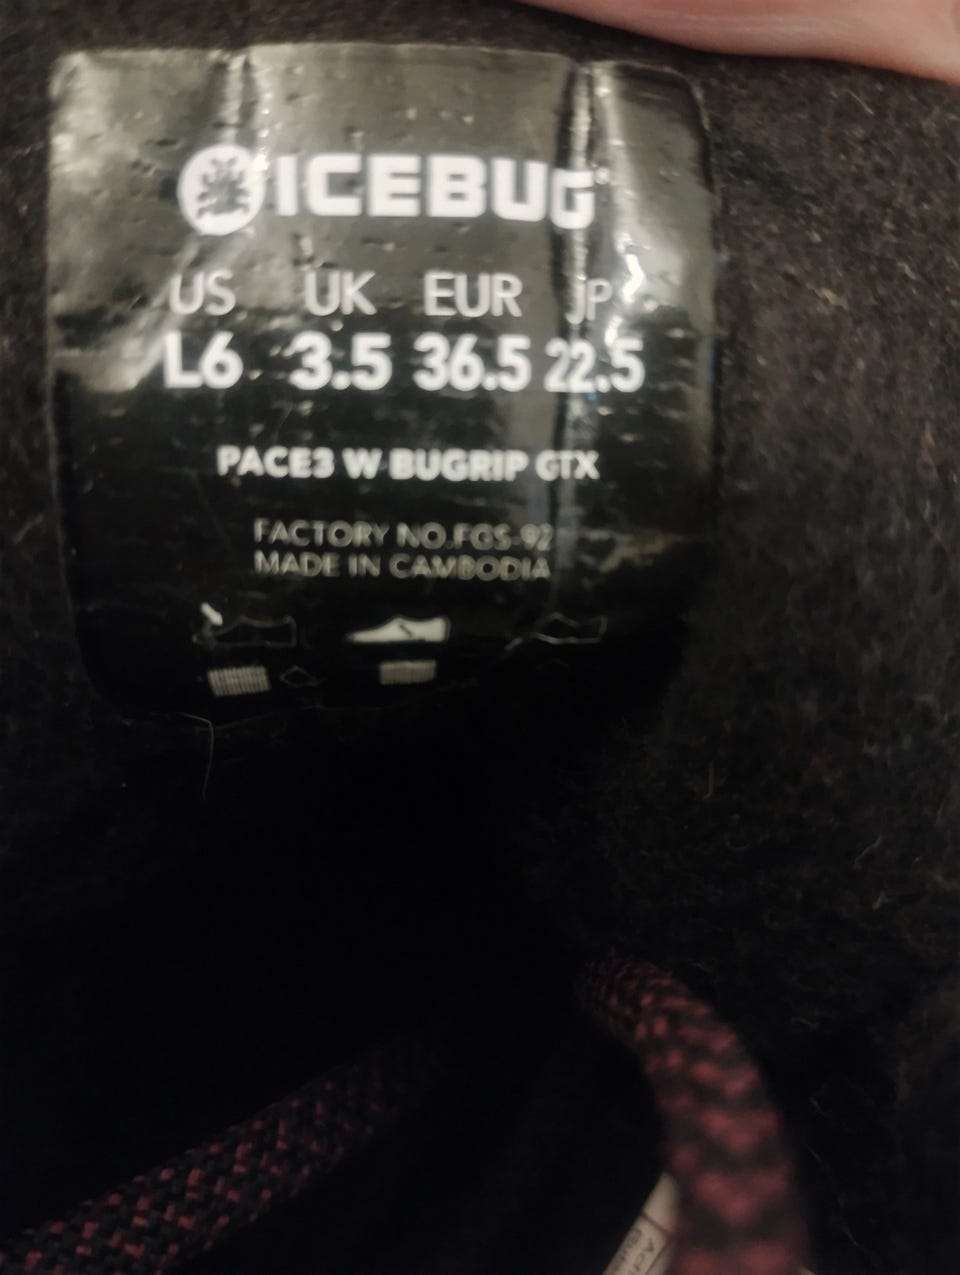 ICEBUG
US UK EUR JP
L6 3.5 36.5 22.5
PACE3 W BUGRIP GTX
FACTORY NO.FGS-92
MADE IN CAMBODIA